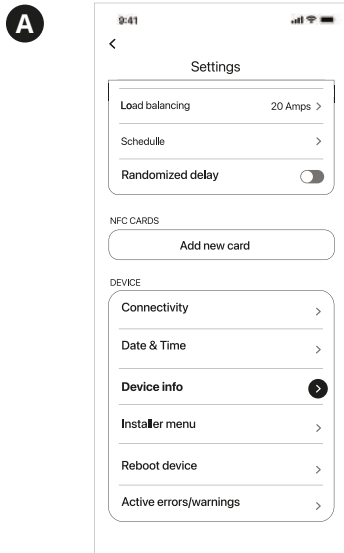 A
9:41
Settings
Load balancing 20 Amps
Schedulle
Randomized delay
NFC CARDS
Add new card
DEVICE
Connectivity
Date & Time
Device info
Installer menu
Reboot device
Active errors/warnings